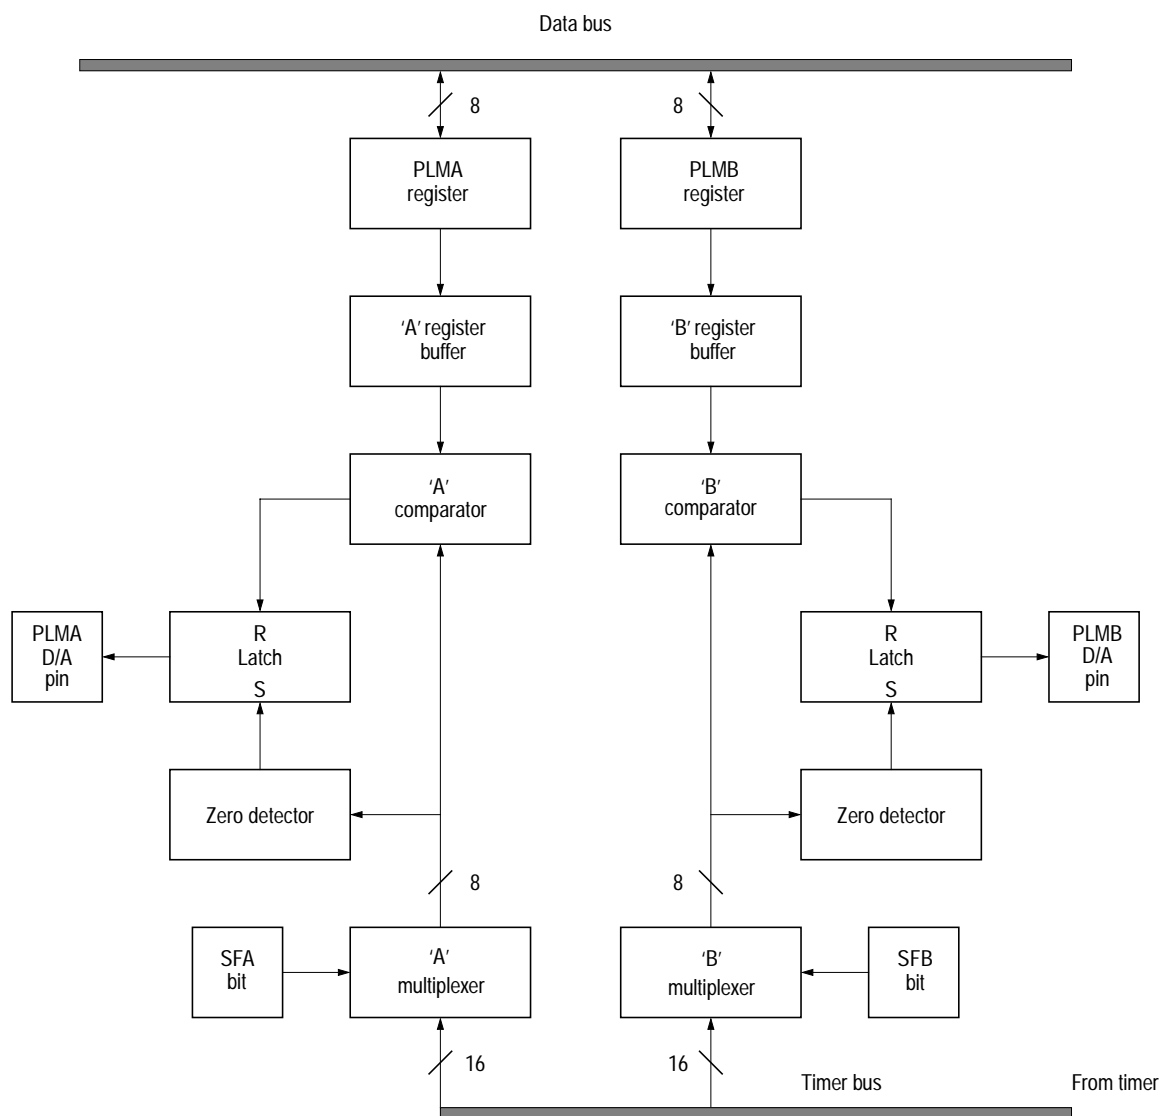 Data bus
8
8
PLMA
register
PLMB
register
‘A’ register
buffer
‘B’ register
buffer
‘A’
comparator
‘B’
comparator
PLMA
D/A
pin
R
Latch
S
R
Latch
S
PLMB
D/A
pin
Zero detector
Zero detector
8
8
SFA
bit
‘A’
multiplexer
‘B’
multiplexer
SFB
bit
16
16
Timer bus
From timer